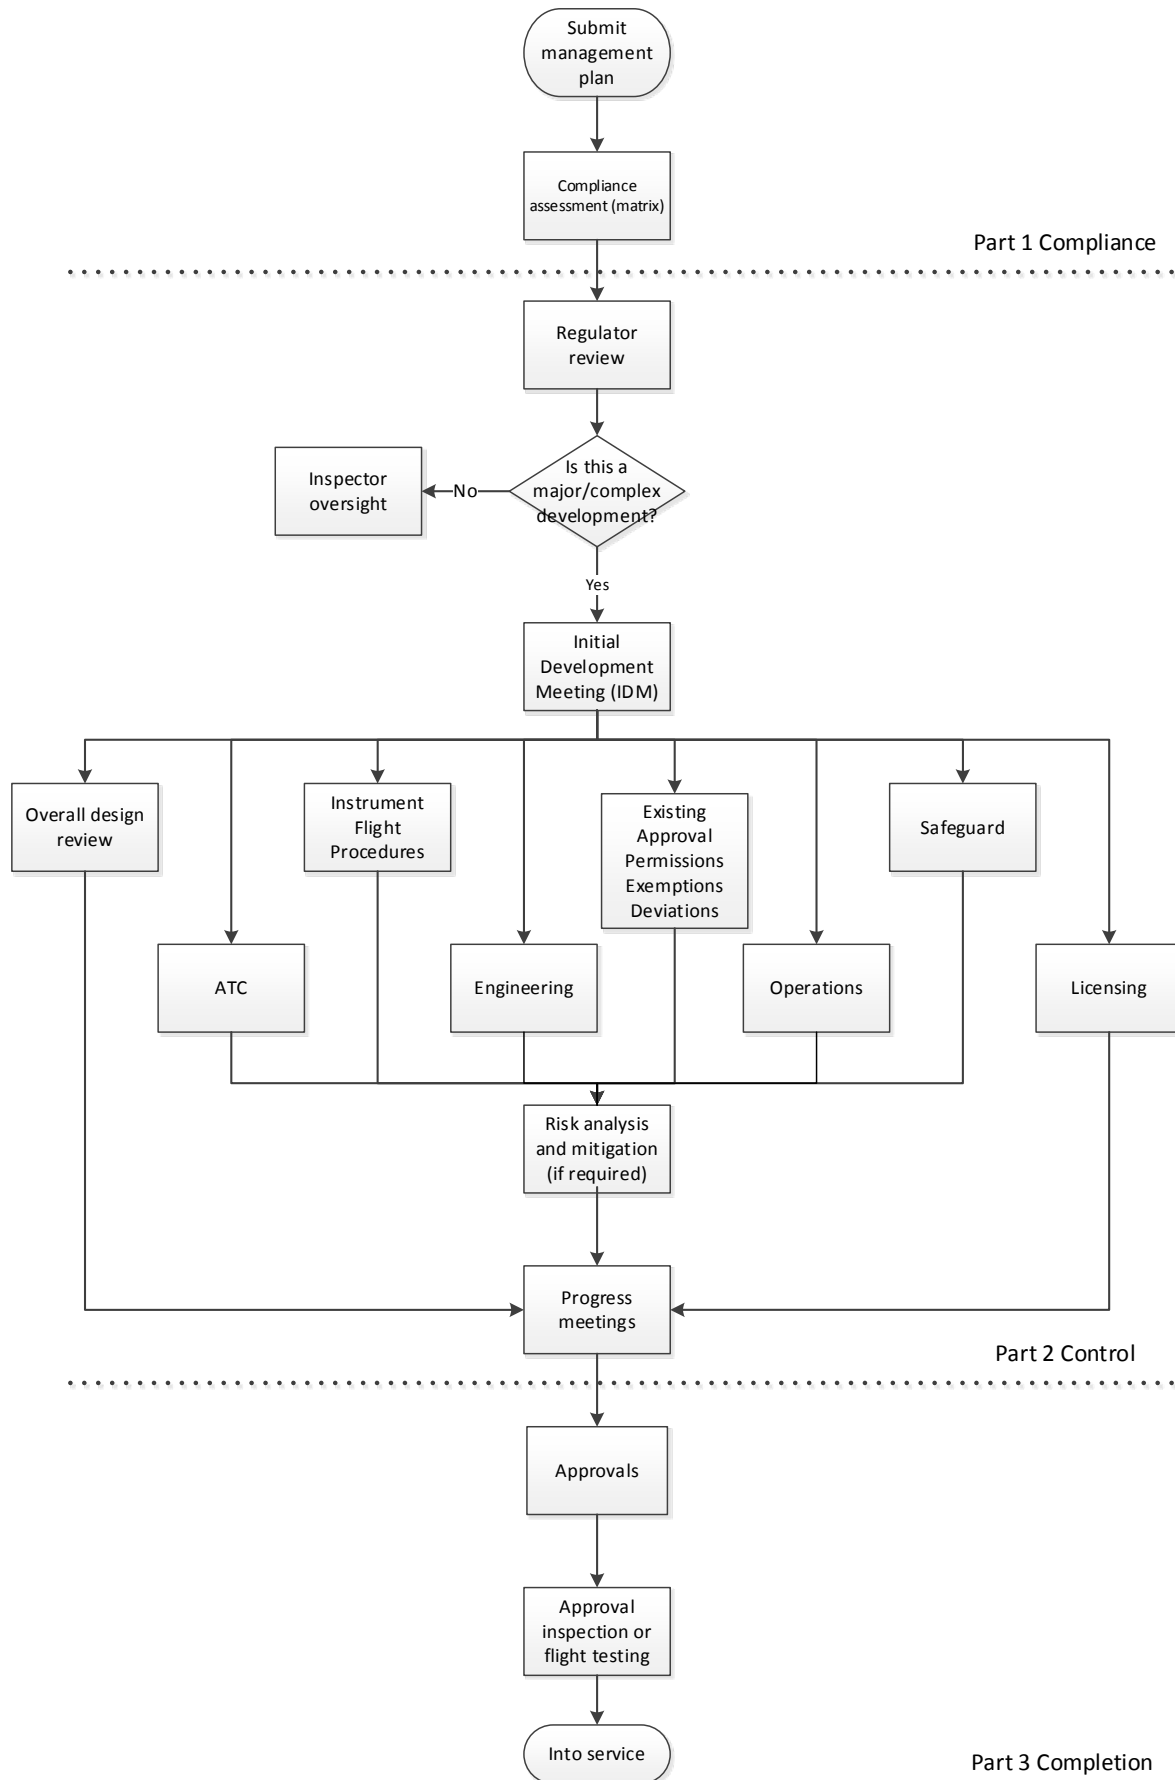 Submit
management
plan
Compliance
assessment (matrix)
Part 1 Compliance
Regulator
review
Is this a
major/complex
development?
No
Inspector
oversight
Yes
Initial
Development
Meeting (IDM)
Overall design
review
Instrument
Flight
Procedures
Existing
Approval
Permissions
Exemptions
Deviations
Safeguard
ATC
Engineering
Operations
Licensing
Risk analysis
and mitigation
(if required)
Progress
meetings
Part 2 Control
Approvals
Approval
inspection or
flight testing
Into service
Part 3 Completion